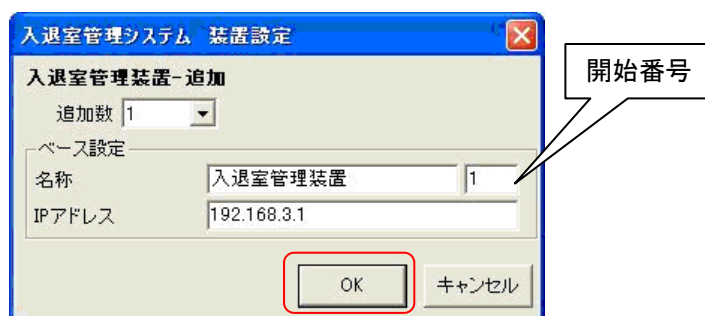 入退室管理システム 装置設定
開始番号
入退室管理装置-追加
追加数 1
ベース設定
名称 入退室管理装置 1
IPアドレス 192.168.3.1
OK キャンセル